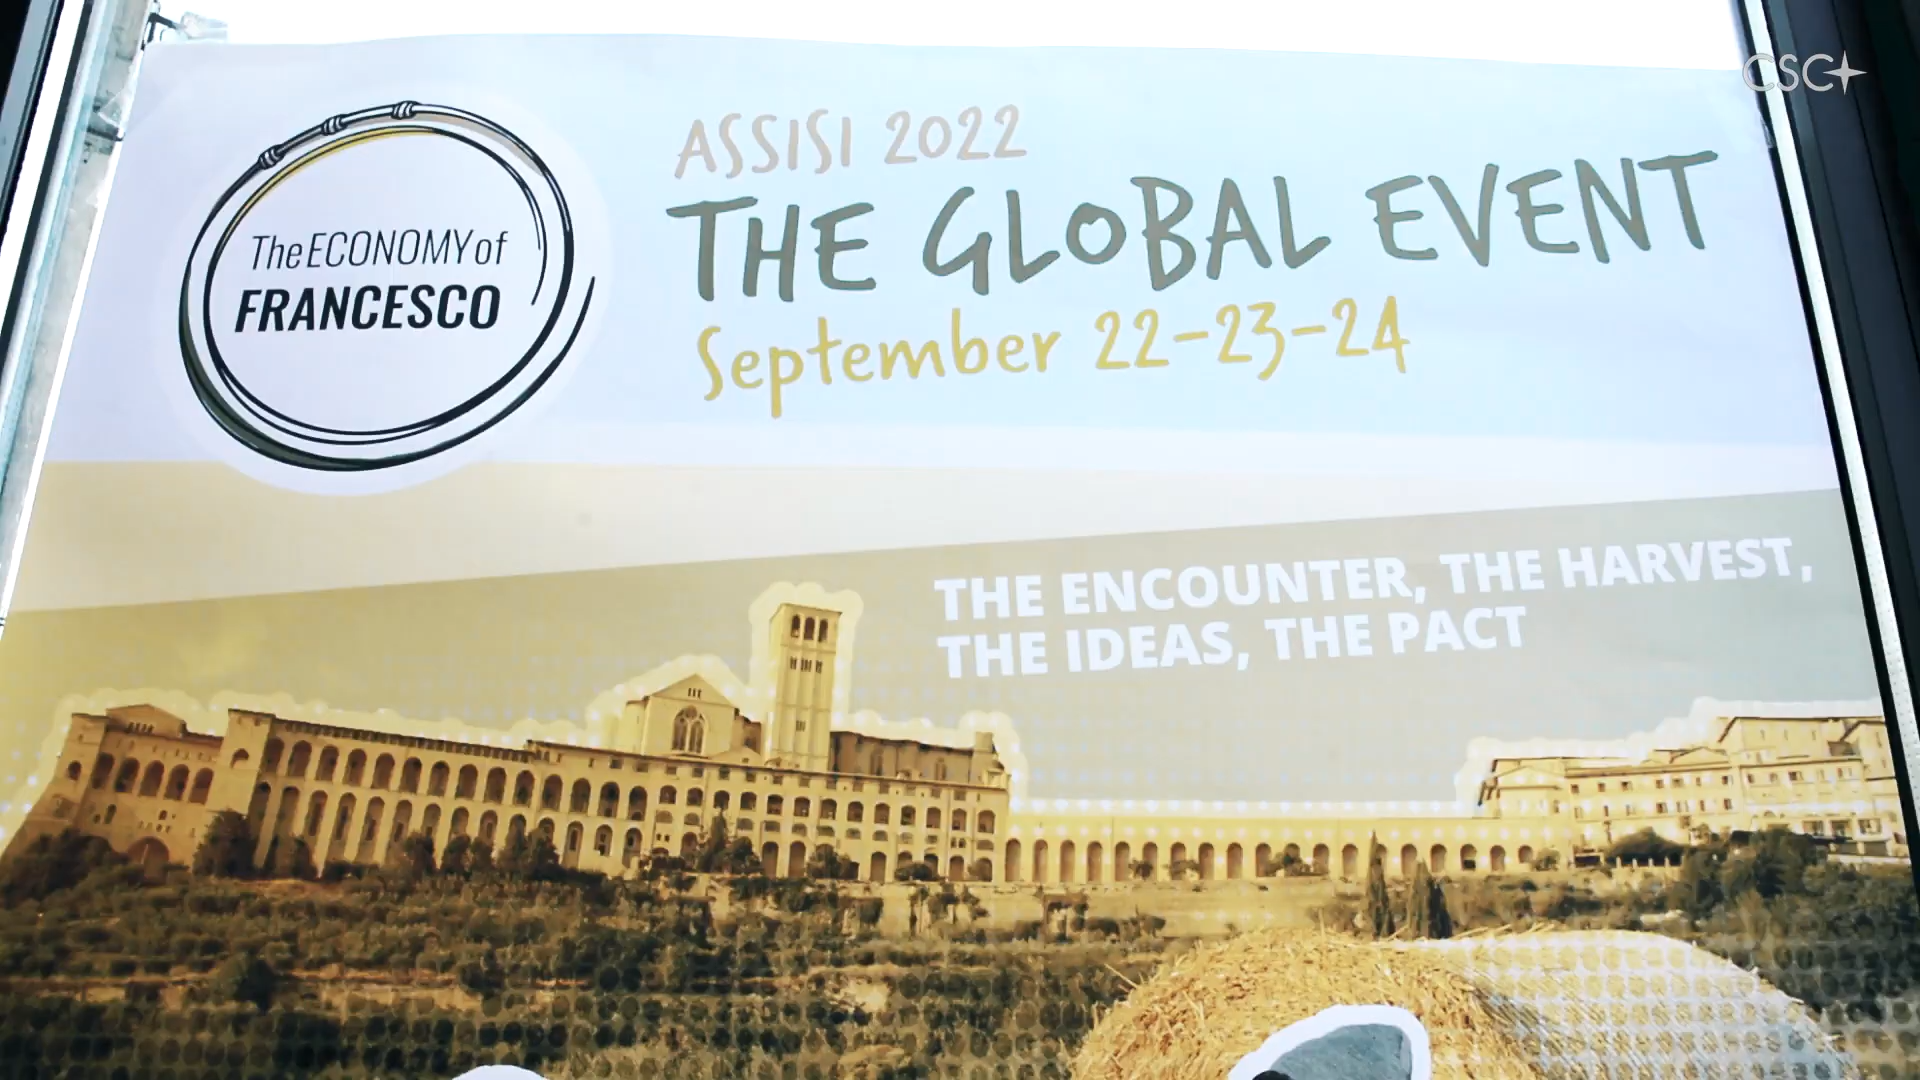 CSC
ASSISI 2022
THE GLOBAL EVENT
September 22-23-24
The ECONOMY of
FRANCESCO
THE ENCOUNTER, THE HARVEST,
THE IDEAS, THE PACT